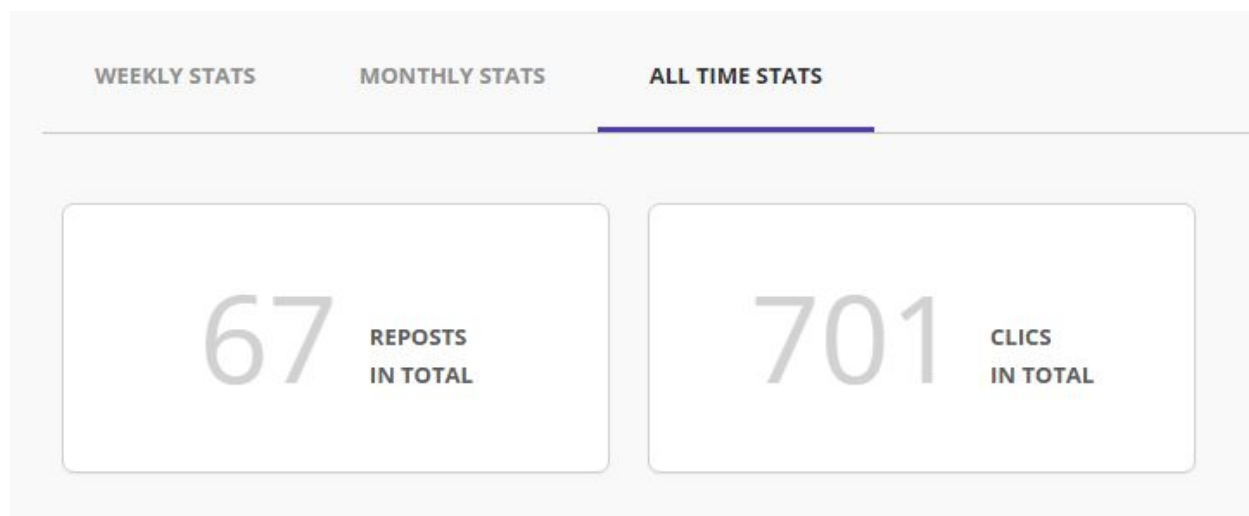 WEEKLY STATS MONTHLY STATS ALL TIME STATS
67 REPOSTS
IN TOTAL
701 CLICS
IN TOTAL